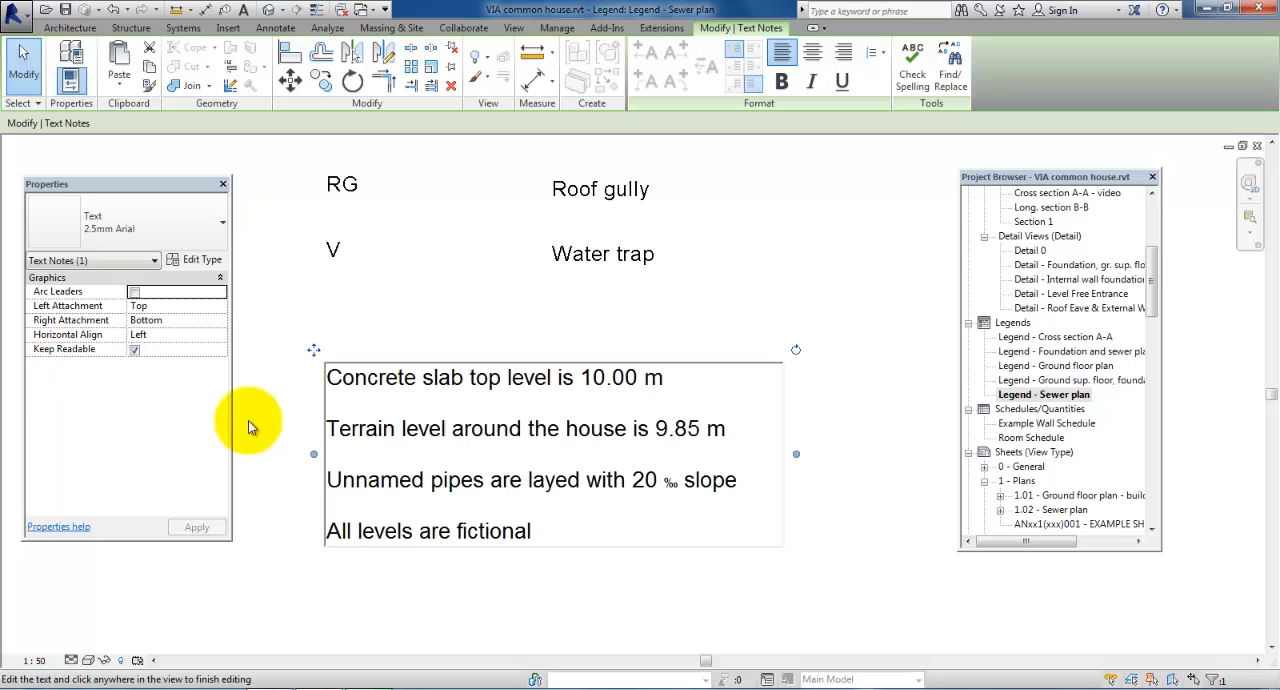 VIA common house.rvt - Legend: Legend - Sewer plan
Type a keyword or phrase
Sign In
Architecture Structure Systems Insert Annotate Analyze Massing & Site Collaborate View Manage Add-Ins Extensions Modify | Text Notes
Modify
Paste
Cope
Cut
Join
Check Spelling
Find/ Replace
ABC
B I U
Select Properties Clipboard Geometry Modify View Measure Create Format Tools
Modify | Text Notes
Properties
Text
2.5mm Arial
Text Notes (1)
Edit Type
Graphics
Arc Leaders
Left Attachment Top
Right Attachment Bottom
Horizontal Align Left
Keep Readable
Properties help
Apply
RG Roof gully
V Water trap
Concrete slab top level is 10.00 m
Terrain level around the house is 9.85 m
Unnamed pipes are layed with 20 ‰ slope
All levels are fictional
Project Browser - VIA common house.rvt
Cross section A-A - video
Long. section B-B
Section 1
Detail Views (Detail)
Detail 0
Detail - Foundation, gr. sup. flo
Detail - Internal wall foundation
Detail - Level Free Entrance
Detail - Roof Eave & External W
Legends
Legend - Cross section A-A
Legend - Foundation and sewer pla
Legend - Ground floor plan
Legend - Ground sup. floor, founda
Legend - Sewer plan
Schedules/Quantities
Example Wall Schedule
Room Schedule
Sheets (View Type)
0 - General
1 - Plans
1.01 - Ground floor plan - buil
1.02 - Sewer plan
ANxx1(xxx)001 - EXAMPLE SH
1 : 50
Edit the text and click anywhere in the view to finish editing
:0
Main Model
:1